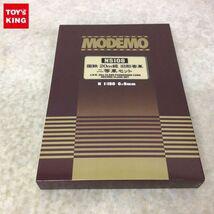 TOY'S KING
MODEMO
NS108
国鉄 20m級 旧形客車
二等車セット
N 1:150 G=9mm